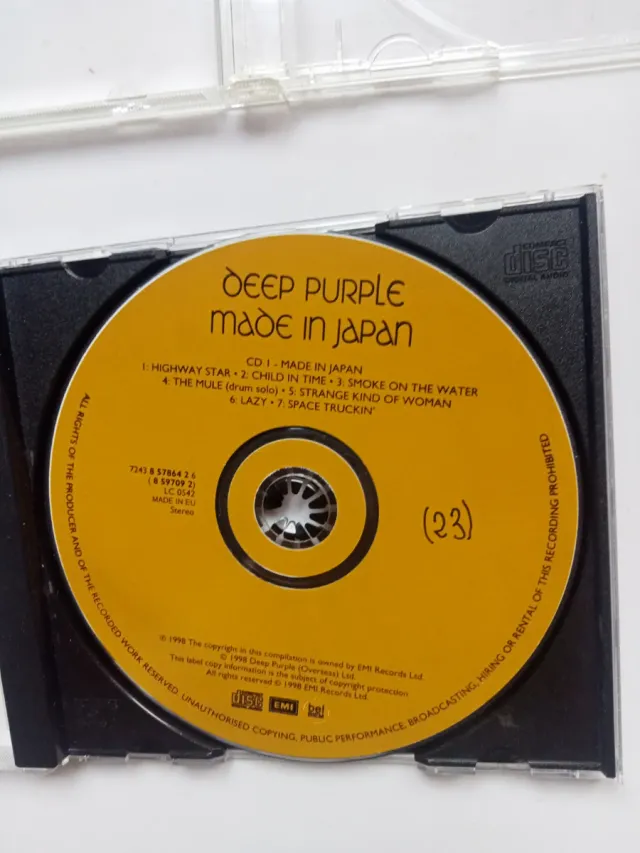 COMPACT
disc
DIGITAL AUDIO
DEEP PURPLE
made in Japan
CD 1 - MADE IN JAPAN
1: HIGHWAY STAR • 2: CHILD IN TIME • 3: SMOKE ON THE WATER
4: THE MULE (drum solo) • 5: STRANGE KIND OF WOMAN
6: LAZY • 7: SPACE TRUCKIN'
7243 8 57864 2 6
(8 59709 2)
LC 0542
MADE IN EU
Stereo
(23)
℗ 1998 The copyright in this compilation is owned by EMI Records Ltd.
© 1998 Deep Purple (Overseas) Ltd.
This label copy information is the subject of copyright protection
All rights reserved © 1998 EMI Records Ltd.
disc EMI
ALL RIGHTS OF THE PRODUCER AND OF THE RECORDED WORK RESERVED. UNAUTHORISED COPYING, PUBLIC PERFORMANCE, BROADCASTING, HIRING OR RENTAL OF THIS RECORDING PROHIBITED